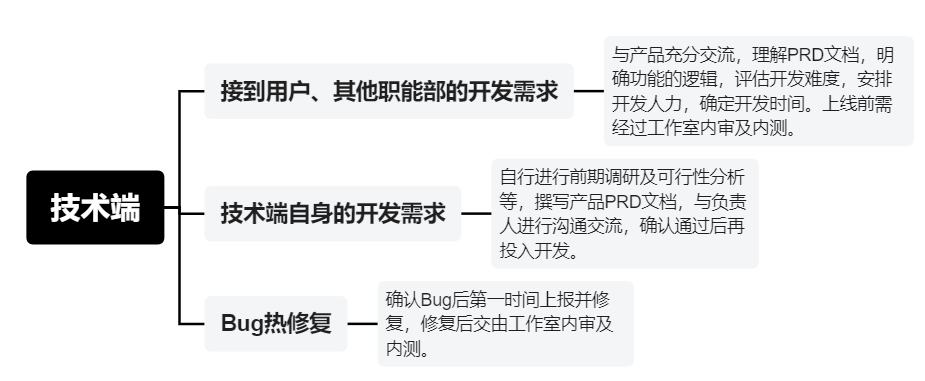 技术端
接到用户、其他职能部的开发需求
与产品充分交流，理解PRD文档，明
确功能的逻辑，评估开发难度，安排
开发人力，确定开发时间。上线前需
经过工作室内审及内测。
技术端自身的开发需求
自行进行前期调研及可行性分析
等，撰写产品PRD文档，与负责
人进行沟通交流，确认通过后再
投入开发。
Bug热修复
确认Bug后第一时间上报并修
复，修复后交由工作室内审及
内测。